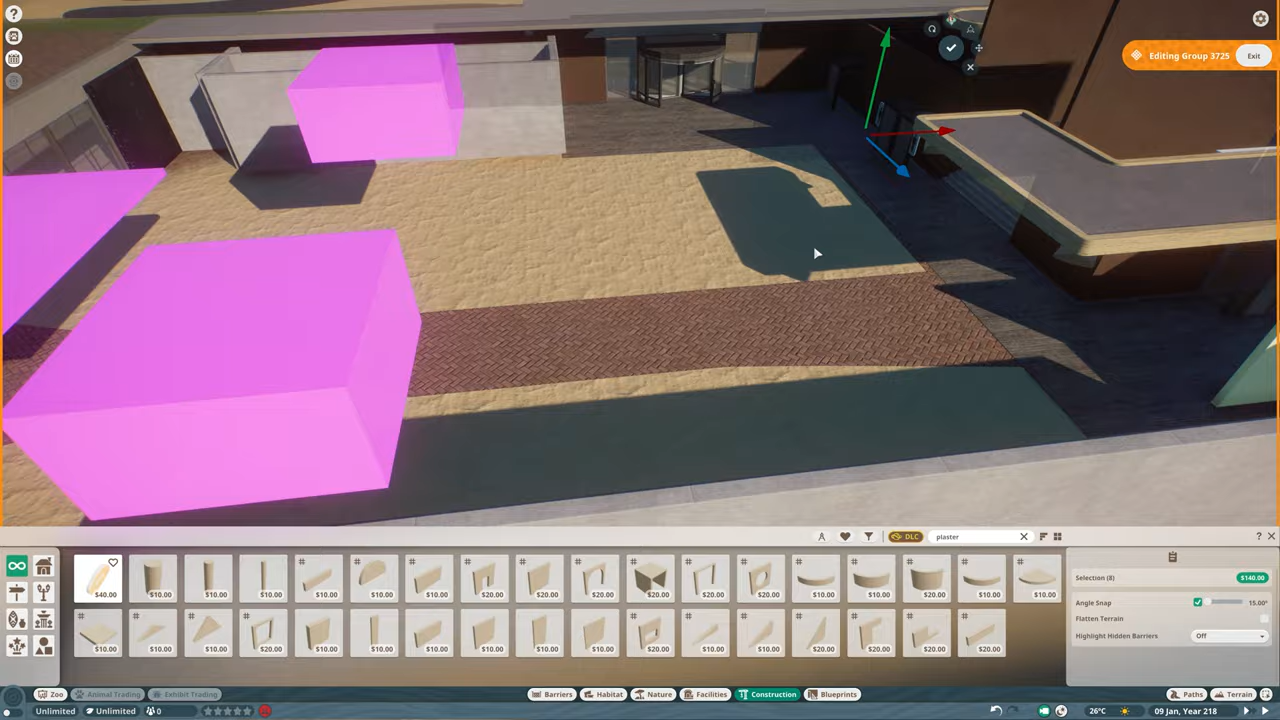 Editing Group 3725 Exit
DLC plaster
$40.00 $20.00 $10.00 $10.00 $10.00 $20.00 $10.00 $20.00 $20.00 $20.00 $20.00 $20.00 $20.00 $10.00 $10.00 $20.00 $10.00 $10.00
$10.00 $10.00 $10.00 $20.00 $10.00 $10.00 $10.00 $10.00 $10.00 $10.00 $20.00 $10.00 $10.00 $20.00 $20.00 $20.00 $20.00
Selection (8) $140.00
Angle Snap 15.00°
Flatten Terrain
Highlight Hidden Barriers Off
Zoo Animal Trading Exhibit Trading Barriers Habitat Nature Facilities Construction Blueprints Paths Terrain
Unlimited Unlimited 0 26°C 09 Jan, Year 218